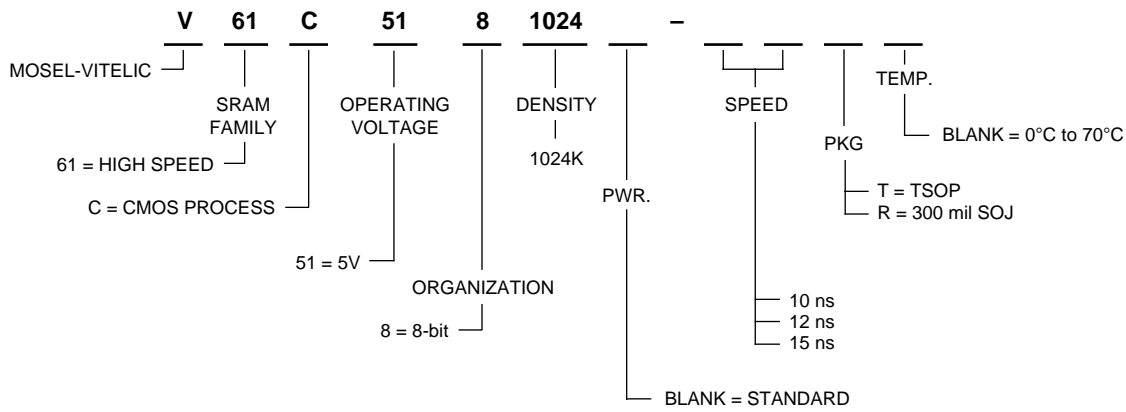 V 61 C 51 8 1024 –
MOSEL-VITELIC
TEMP.
SRAM
FAMILY
OPERATING
VOLTAGE
DENSITY
SPEED
BLANK = 0°C to 70°C
PKG
61 = HIGH SPEED
1024K
PWR.
T = TSOP
R = 300 mil SOJ
C = CMOS PROCESS
51 = 5V
ORGANIZATION
8 = 8-bit
10 ns
12 ns
15 ns
BLANK = STANDARD